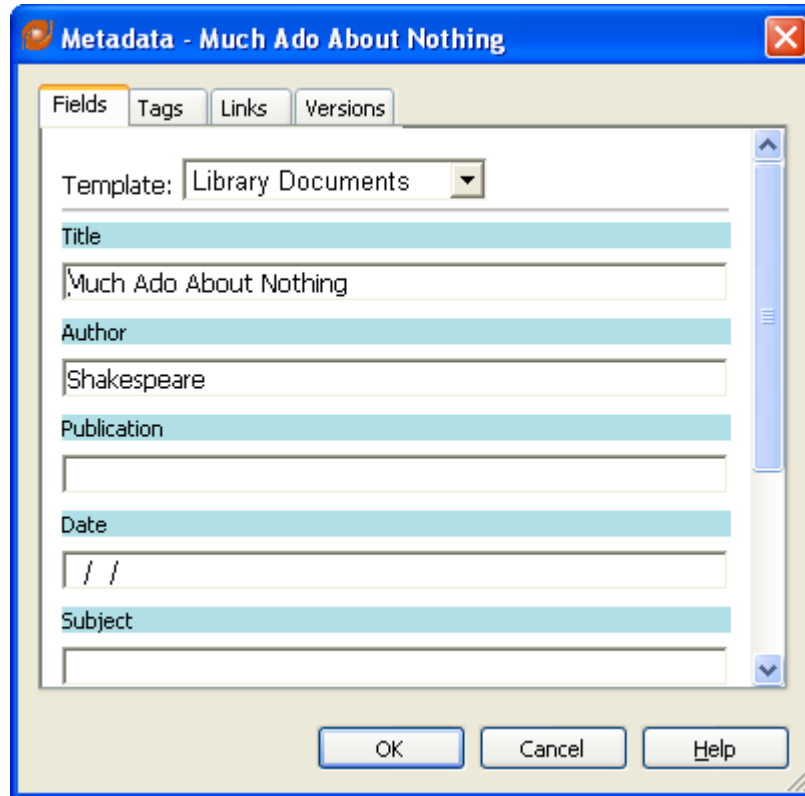 Metadata - Much Ado About Nothing
Fields Tags Links Versions
Template: Library Documents
Title
Much Ado About Nothing
Author
Shakespeare
Publication
Date
/ /
Subject
OK Cancel Help